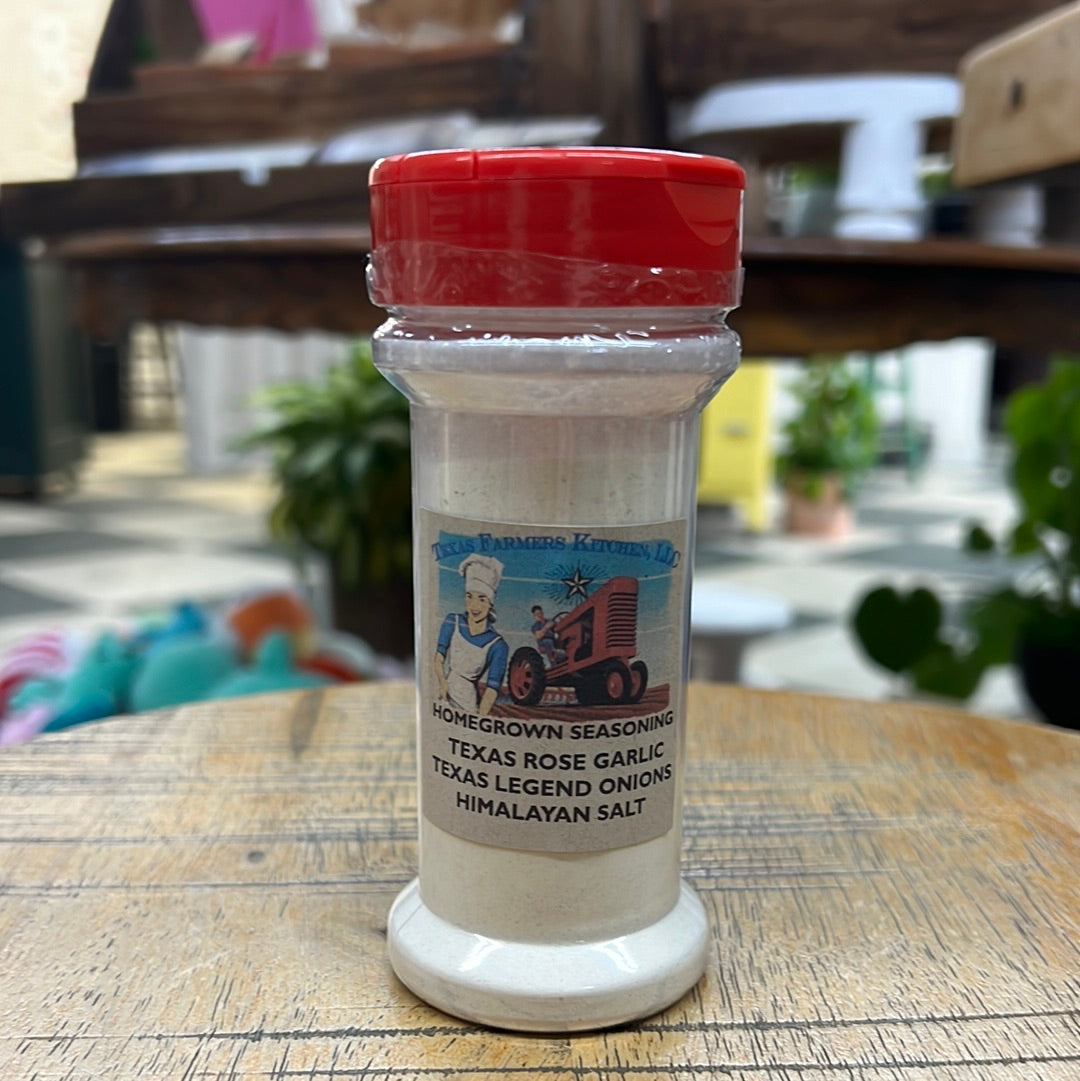 TEXAS FARMERS KITCHEN, LLC
HOMEGROWN SEASONING
TEXAS ROSE GARLIC
TEXAS LEGEND ONIONS
HIMALAYAN SALT